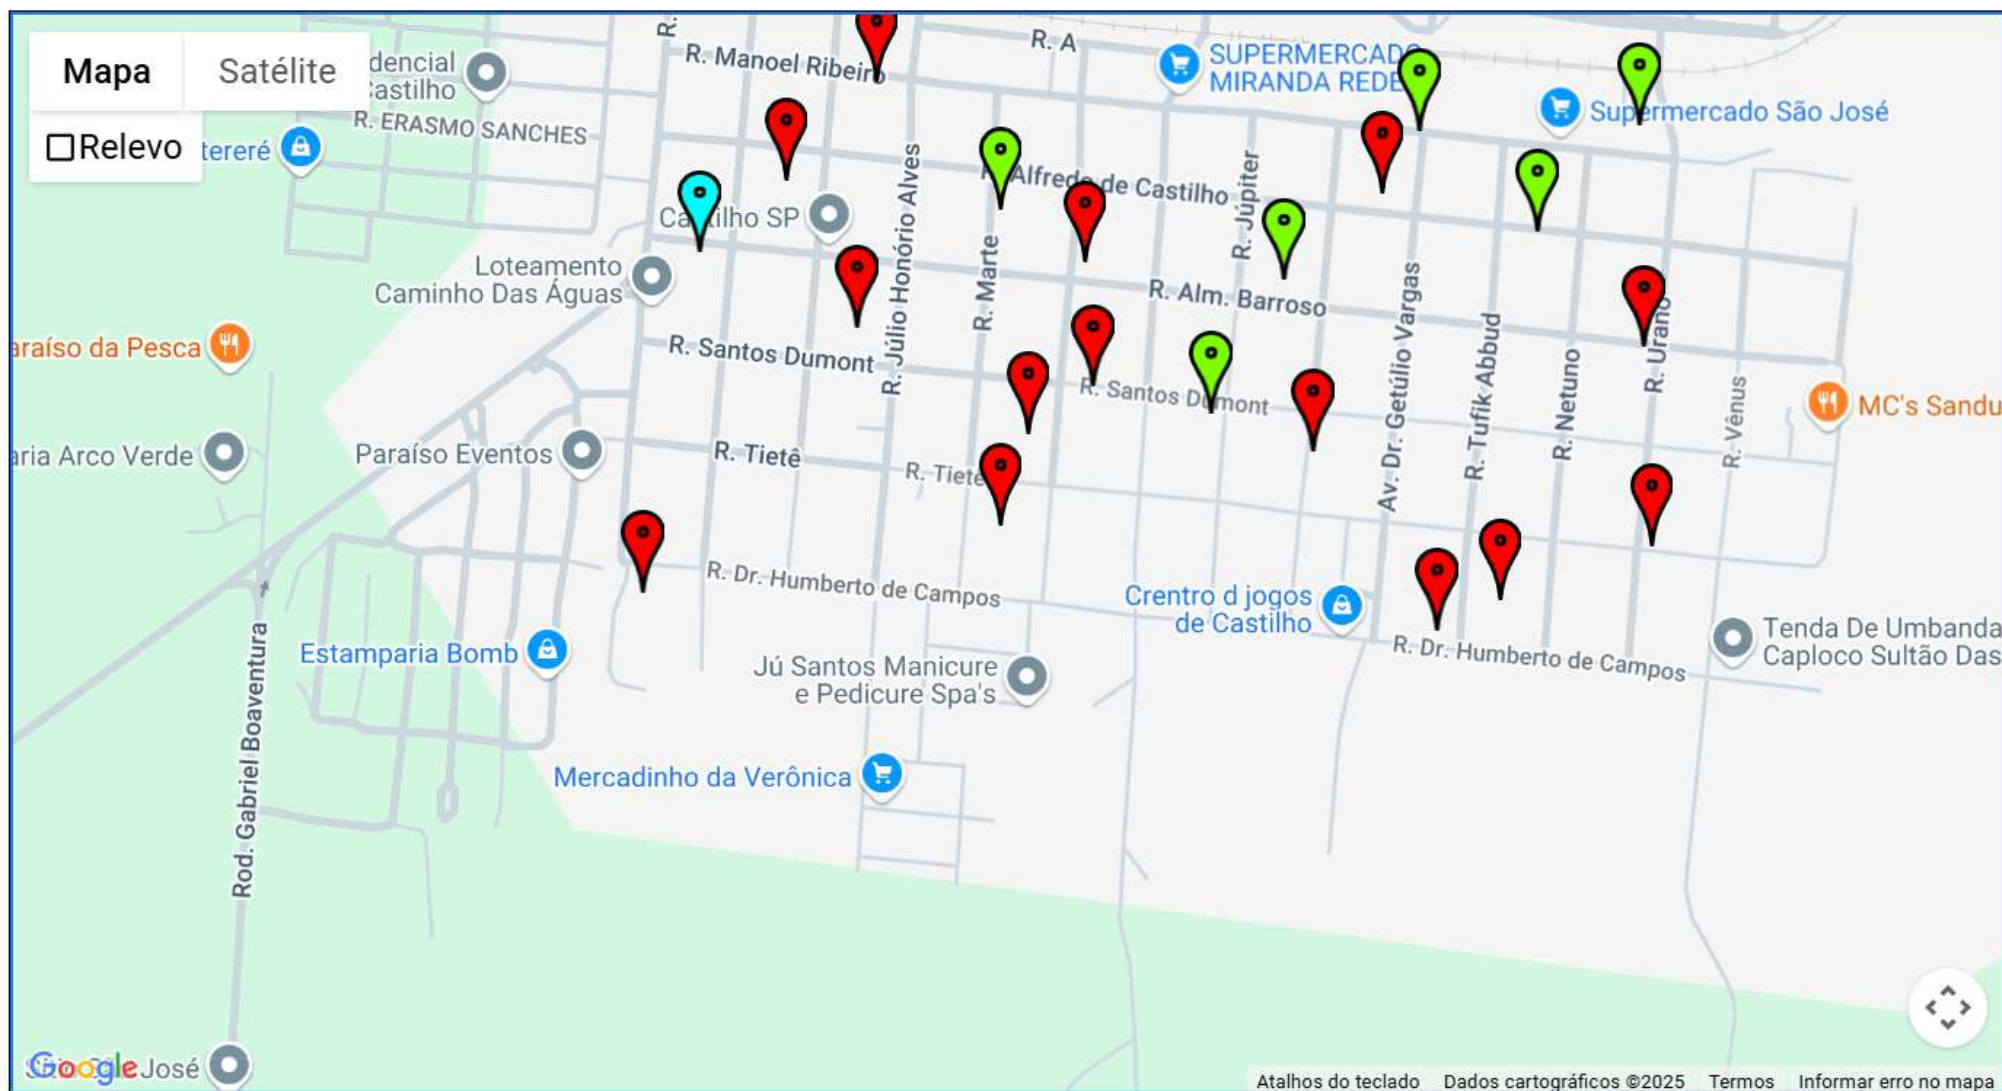 Mapa
Satélite
Relevo
dencial
Castilho
R. ERASMO SANCHES
tereré
R.
R. Manoel Ribeiro
R. A
SUPERMERCADO
MIRANDA REDE
Supermercado São José
Alfredo de Castilho
Castilho SP
R. Júlio Honório Alves
R. Marte
R. Júpiter
Loteamento
Caminho Das Águas
R. Alm. Barroso
Av. Dr. Getúlio Vargas
R. Tufik Abbud
R. Netuno
R. Urano
R. Vênus
araíso da Pesca
R. Santos Dumont
R. Santos Dumont
MC's Sandu
aria Arco Verde
Paraíso Eventos
R. Tietê
R. Tietê
R. Dr. Humberto de Campos
Crentro d jogos
de Castilho
R. Dr. Humberto de Campos
Tenda De Umbanda
Caploco Sultão Das
Estamparia Bomb
Jú Santos Manicure
e Pedicure Spa's
Rod. Gabriel Boaventura
Mercadinho da Verônica
Google
José
Atalhos do teclado
Dados cartográficos ©2025
Termos
Informar erro no mapa